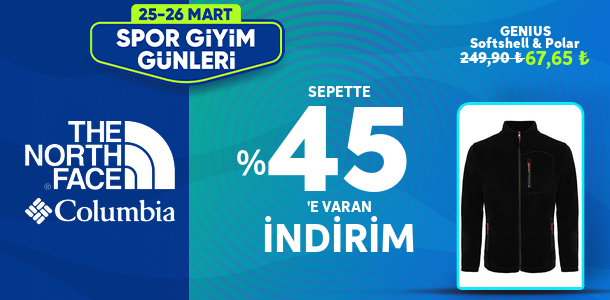 25-26 MART
SPOR GİYİM
GÜNLERİ
THE
NORTH
FACE
®
Columbia
SEPETTE
%45
'E VARAN
İNDİRİM
GENIUS
Softshell & Polar
249,90 ₺ 67,65 ₺